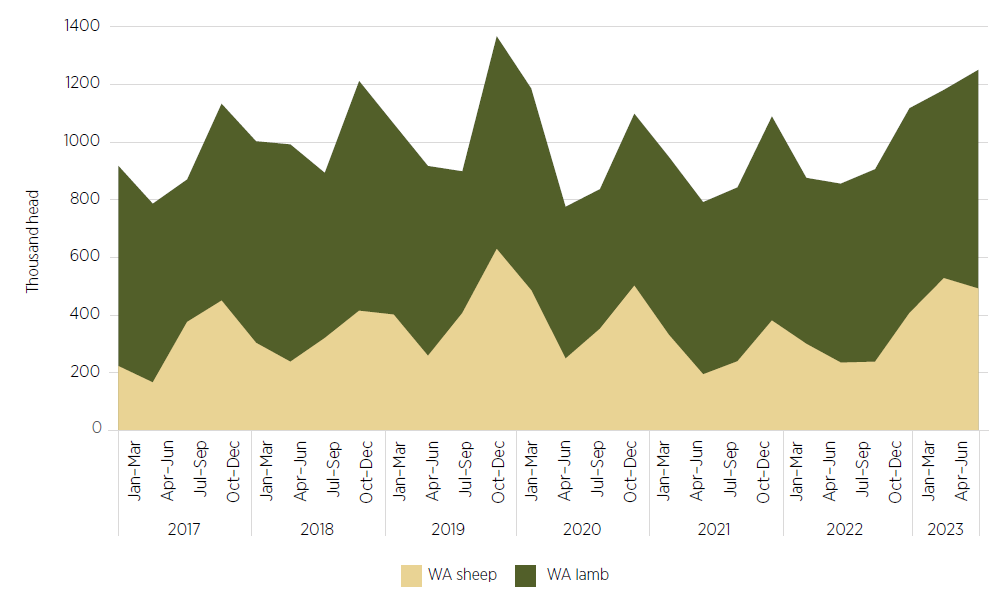 1400
1200
1000
800
600
400
200
0
Thousand head
Jan–Mar
Apr–Jun
Jul–Sep
Oct–Dec
Jan–Mar
Apr–Jun
Jul–Sep
Oct–Dec
Jan–Mar
Apr–Jun
Jul–Sep
Oct–Dec
Jan–Mar
Apr–Jun
Jul–Sep
Oct–Dec
Jan–Mar
Apr–Jun
Jul–Sep
Oct–Dec
Jan–Mar
Apr–Jun
Jul–Sep
Oct–Dec
Jan–Mar
Apr–Jun
2017 2018 2019 2020 2021 2022 2023
WA sheep WA lamb